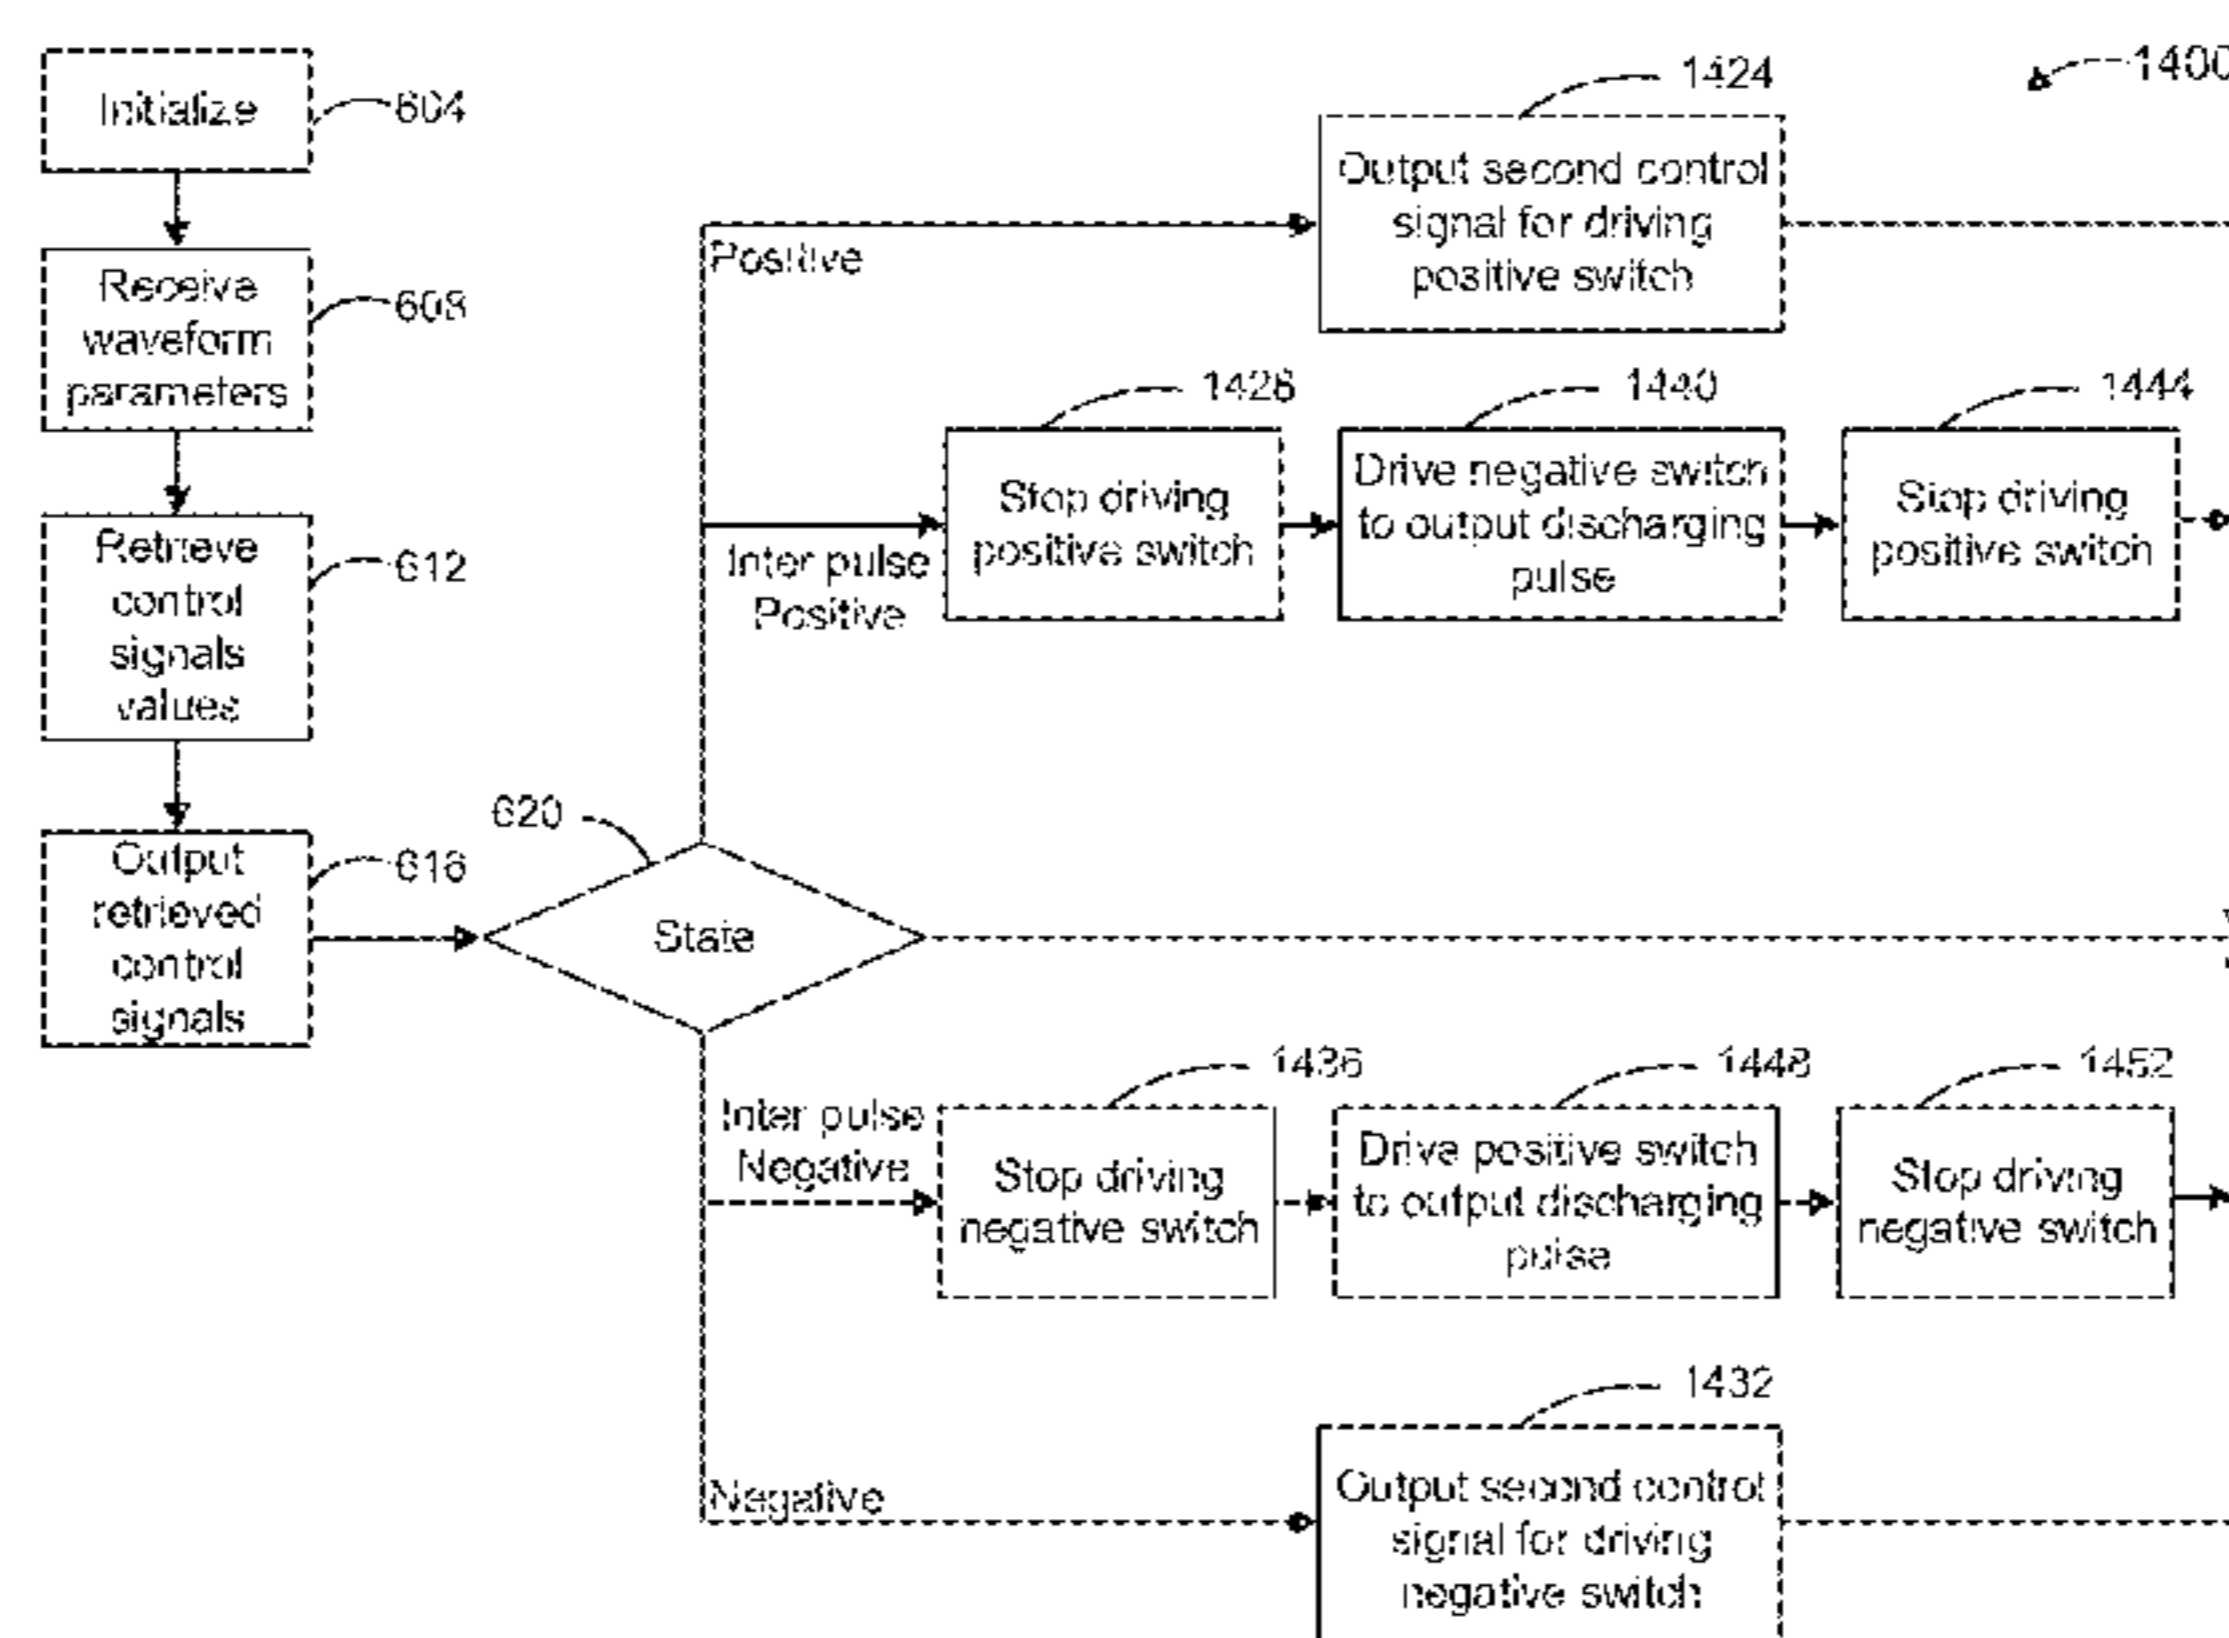 Initialize
604
Receive
waveform
parameters
608
Retrieve
control
signals
values
612
Output
retrieved
control
signals
616
620
State
1400
1424
Output second control
signal for driving
positive switch
Positive
1428
Stop driving
positive switch
1440
Drive negative switch
to output discharging
pulse
1444
Stop driving
positive switch
Inter pulse
Positive
Inter pulse
Negative
1436
Stop driving
negative switch
1448
Drive positive switch
to output discharging
pulse
1452
Stop driving
negative switch
1432
Negative
Output second control
signal for driving
negative switch